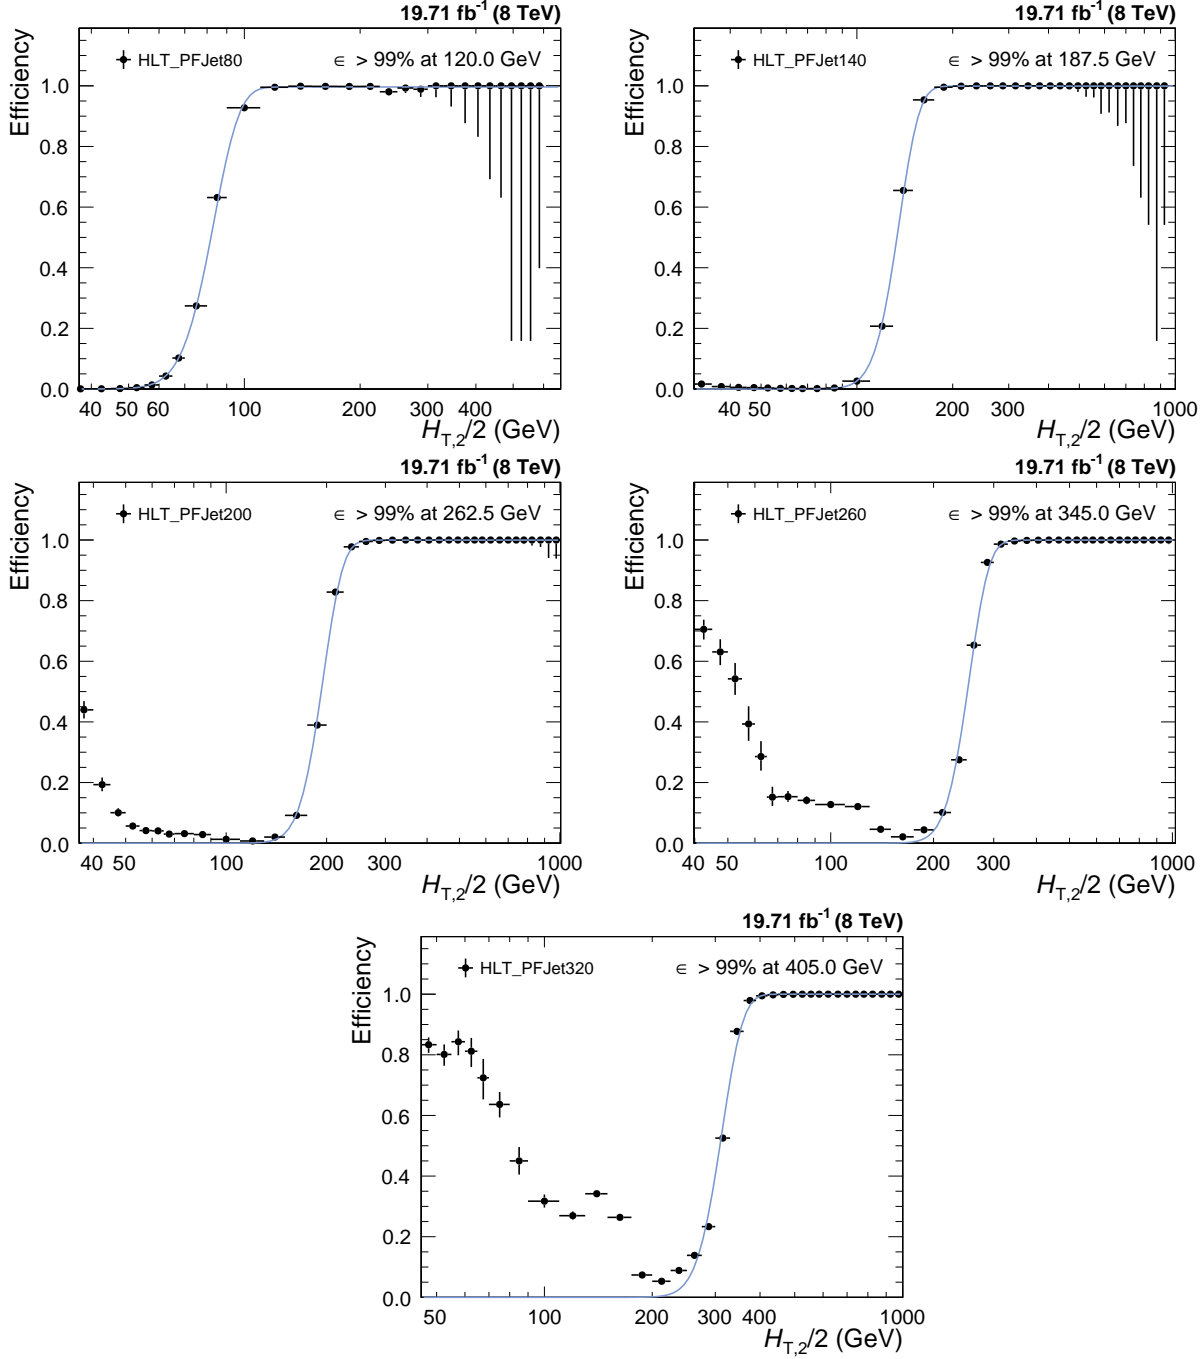 19.71 fb⁻¹ (8 TeV)
HLT_PFJet80
∈ > 99% at 120.0 GeV
Efficiency
1.0
0.8
0.6
0.4
0.2
0.0
40 50 60 100 200 300 400
H_T,2/2 (GeV)
19.71 fb⁻¹ (8 TeV)
HLT_PFJet140
∈ > 99% at 187.5 GeV
Efficiency
1.0
0.8
0.6
0.4
0.2
0.0
40 50 100 200 300 1000
H_T,2/2 (GeV)
19.71 fb⁻¹ (8 TeV)
HLT_PFJet200
∈ > 99% at 262.5 GeV
Efficiency
1.0
0.8
0.6
0.4
0.2
0.0
40 50 100 200 300 1000
H_T,2/2 (GeV)
19.71 fb⁻¹ (8 TeV)
HLT_PFJet260
∈ > 99% at 345.0 GeV
Efficiency
1.0
0.8
0.6
0.4
0.2
0.0
40 50 100 200 300 1000
H_T,2/2 (GeV)
19.71 fb⁻¹ (8 TeV)
HLT_PFJet320
∈ > 99% at 405.0 GeV
Efficiency
1.0
0.8
0.6
0.4
0.2
0.0
50 100 200 300 400 1000
H_T,2/2 (GeV)